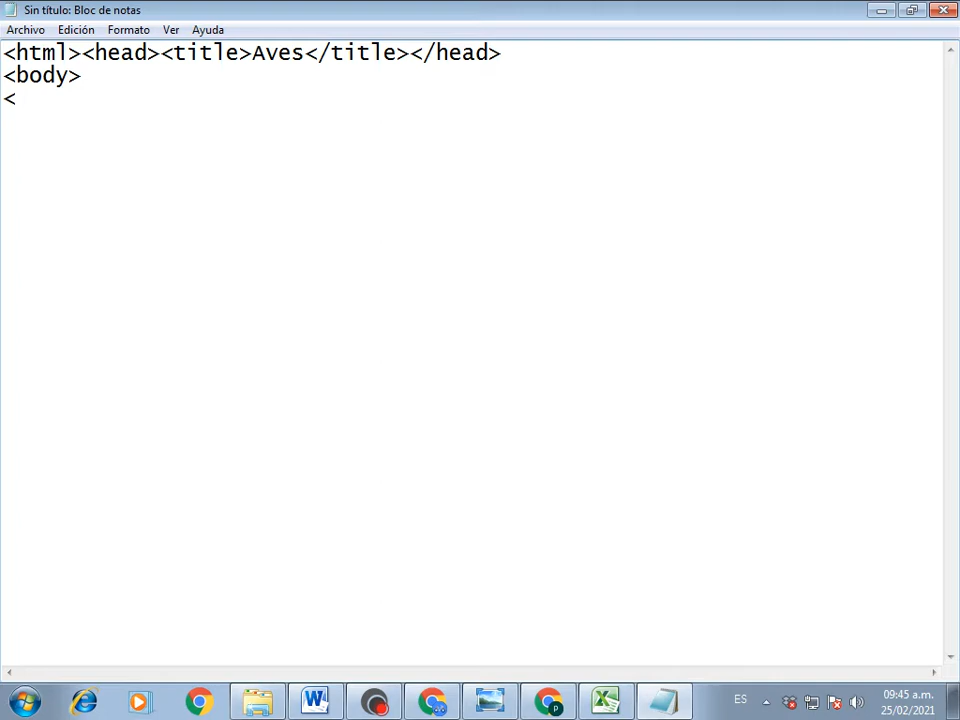 Sin título: Bloc de notas
Archivo Edición Formato Ver Ayuda
<html><head><title>Aves</title></head>
<body>
<
ES
09:45 a.m.
25/02/2021